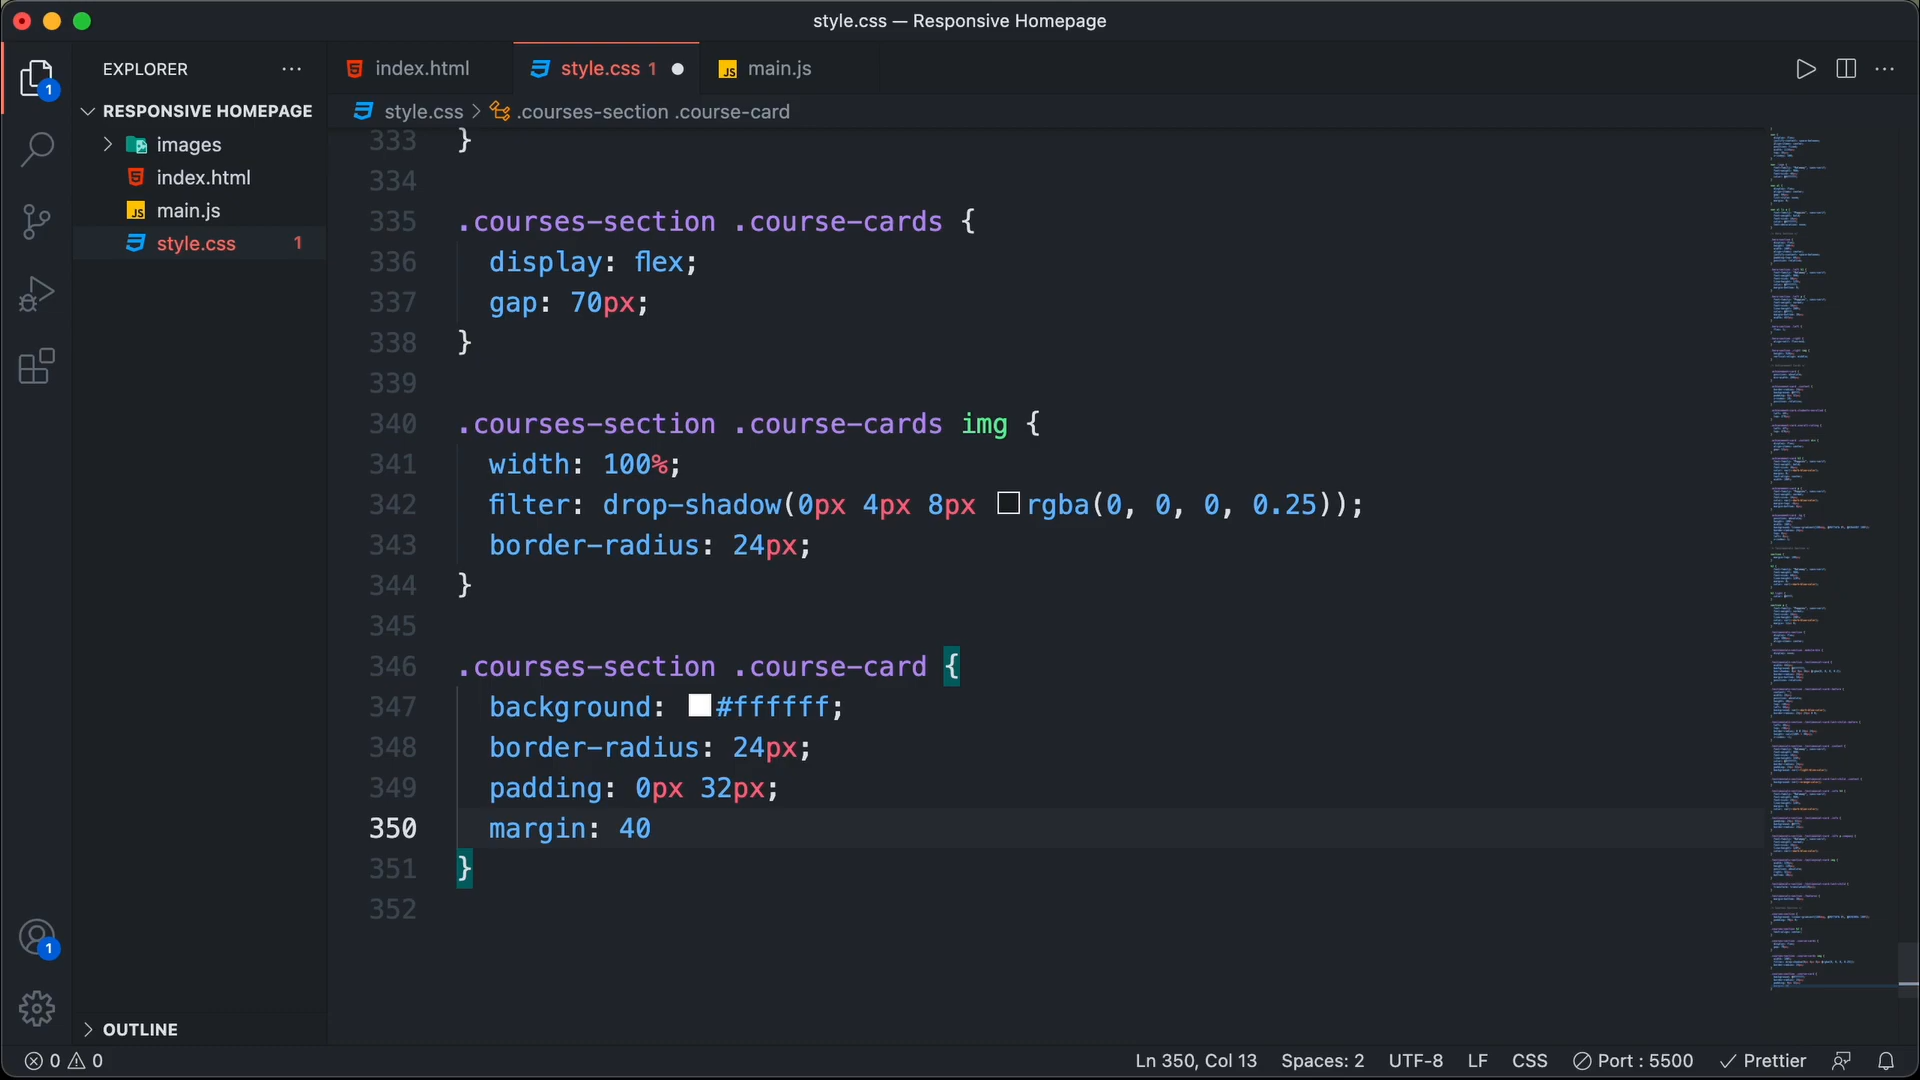 style.css — Responsive Homepage
EXPLORER
index.html
style.css 1
main.js
RESPONSIVE HOMEPAGE
style.css > .courses-section .course-card
images
index.html
main.js
style.css 1
333 }
334
335 .courses-section .course-cards {
336 display: flex;
337 gap: 70px;
338 }
339
340 .courses-section .course-cards img {
341 width: 100%;
342 filter: drop-shadow(0px 4px 8px rgba(0, 0, 0, 0.25));
343 border-radius: 24px;
344 }
345
346 .courses-section .course-card {
347 background: #ffffff;
348 border-radius: 24px;
349 padding: 0px 32px;
350 margin: 40
351 }
352
1
1
OUTLINE
0 0
Ln 350, Col 13
Spaces: 2
UTF-8
LF
CSS
Port : 5500
Prettier